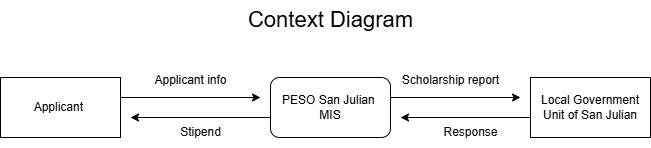 Context Diagram
Applicant info
Scholarship report
Applicant
PESO San Julian
MIS
Local Government
Unit of San Julian
Stipend
Response